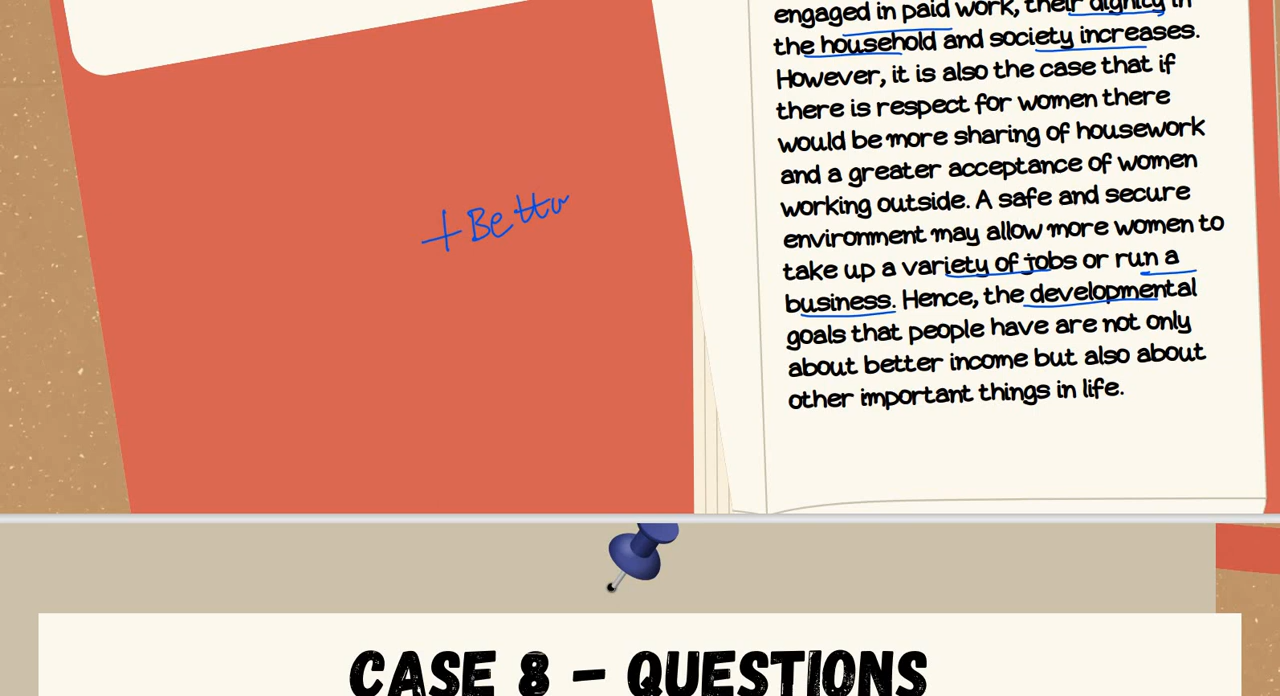 engaged in paid work, their dignity in
the household and society increases.
However, it is also the case that if
there is respect for women there
would be more sharing of housework
and a greater acceptance of women
working outside. A safe and secure
environment may allow more women to
take up a variety of jobs or run a
business. Hence, the developmental
goals that people have are not only
about better income but also about
other important things in life.
+Bettr
CASE 8 - QUESTIONS